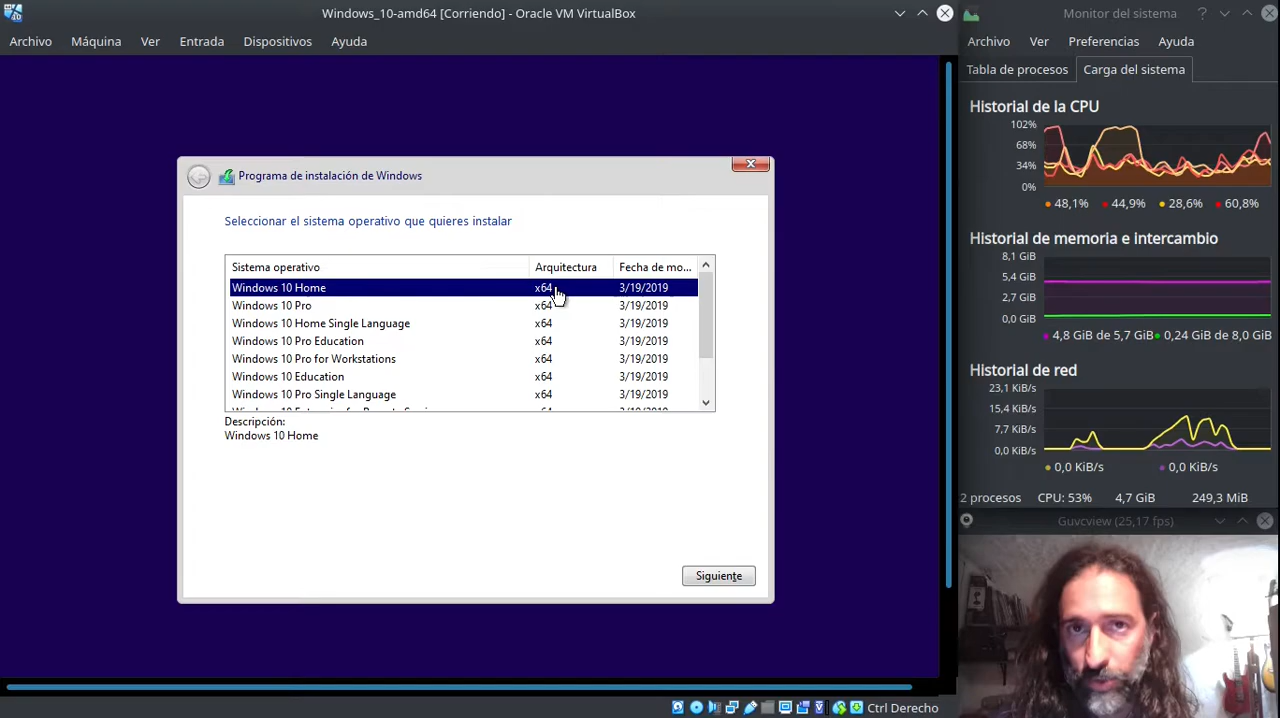 Windows_10-amd64 [Corriendo] - Oracle VM VirtualBox
Archivo Máquina Ver Entrada Dispositivos Ayuda
Programa de instalación de Windows
Seleccionar el sistema operativo que quieres instalar
Sistema operativo Arquitectura Fecha de mo...
Windows 10 Home x64 3/19/2019
Windows 10 Pro x64 3/19/2019
Windows 10 Home Single Language x64 3/19/2019
Windows 10 Pro Education x64 3/19/2019
Windows 10 Pro for Workstations x64 3/19/2019
Windows 10 Education x64 3/19/2019
Windows 10 Pro Single Language x64 3/19/2019
Descripción:
Windows 10 Home
Siguiente
Ctrl Derecho
Monitor del sistema
Archivo Ver Preferencias Ayuda
Tabla de procesos Carga del sistema
Historial de la CPU
102%
68%
34%
0%
48,1% 44,9% 28,6% 60,8%
Historial de memoria e intercambio
8,1 GiB
5,4 GiB
2,7 GiB
0,0 GiB
4,8 GiB de 5,7 GiB 0,24 GiB de 8,0 GiB
Historial de red
23,1 KiB/s
15,4 KiB/s
7,7 KiB/s
0,0 KiB/s
0,0 KiB/s 0,0 KiB/s
2 procesos CPU: 53% 4,7 GiB 249,3 MiB
Guvcview (25,17 fps)